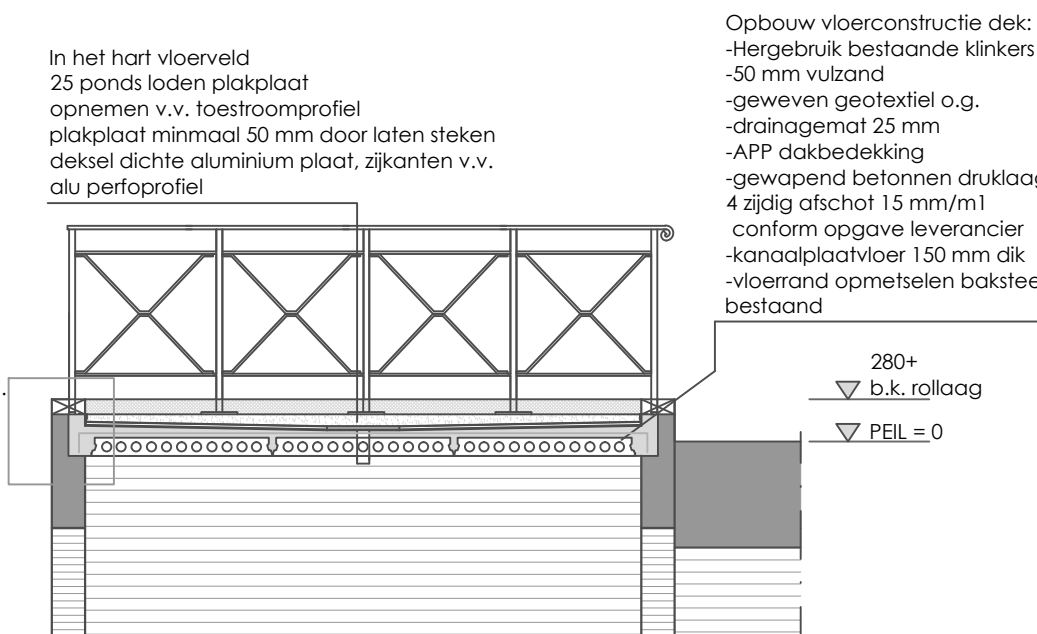 In het hart vloerveld
25 ponds loden plakplaat
opnemen v.v. toestroomprofiel
plakplaat minmaal 50 mm door laten steken
deksel dichte aluminium plaat, zijkanten v.v.
alu perfoprofiel
Opbouw vloerconstructie dek:
-Hergebruik bestaande klinkers
-50 mm vulzand
-geweven geotextiel o.g.
-drainagemat 25 mm
-APP dakbedekking
-gewapend betonnen druklaag
4 zijdig afschot 15 mm/m1
conform opgave leverancier
-kanaalplaatvloer 150 mm dik
-vloerrand opmetselen bakstee
bestaand
280+
b.k. rollaag
PEIL = 0